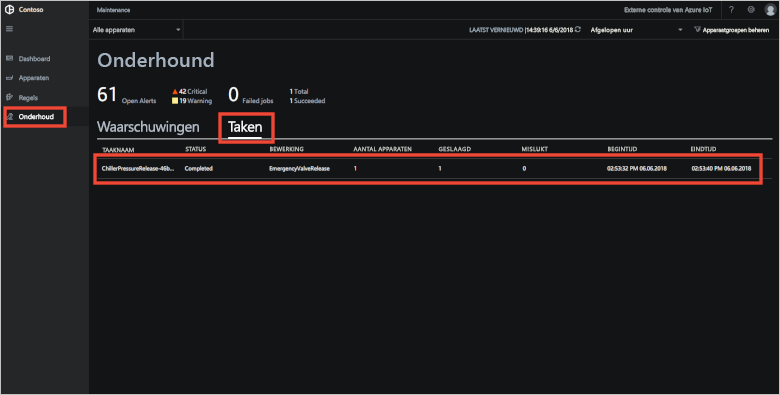 Contoso
Maintenance
Externe controle van Azure IoT
?
Alle apparaten
LAATST VERNIEUWD |14:39:16 6/6/2018
Afgelopen uur
Apparaatgroepen beheren
Dashboard
Apparaten
Regels
Onderhoud
Onderhound
61 Open Alerts
42 Critical
19 Warning
0 Failed jobs
1 Total
1 Succeeded
Waarschuwingen
Taken
TAAKNAAM STATUS BEWERKING AANTAL APPARATEN GESLAAGD MISLUKT BEGINTIJD EINDTIJD
ChillerPressureRelease-46b... Completed EmergencyValveRelease 1 1 0 02:53:32 PM 06.06.2018 02:53:40 PM 06.06.2018